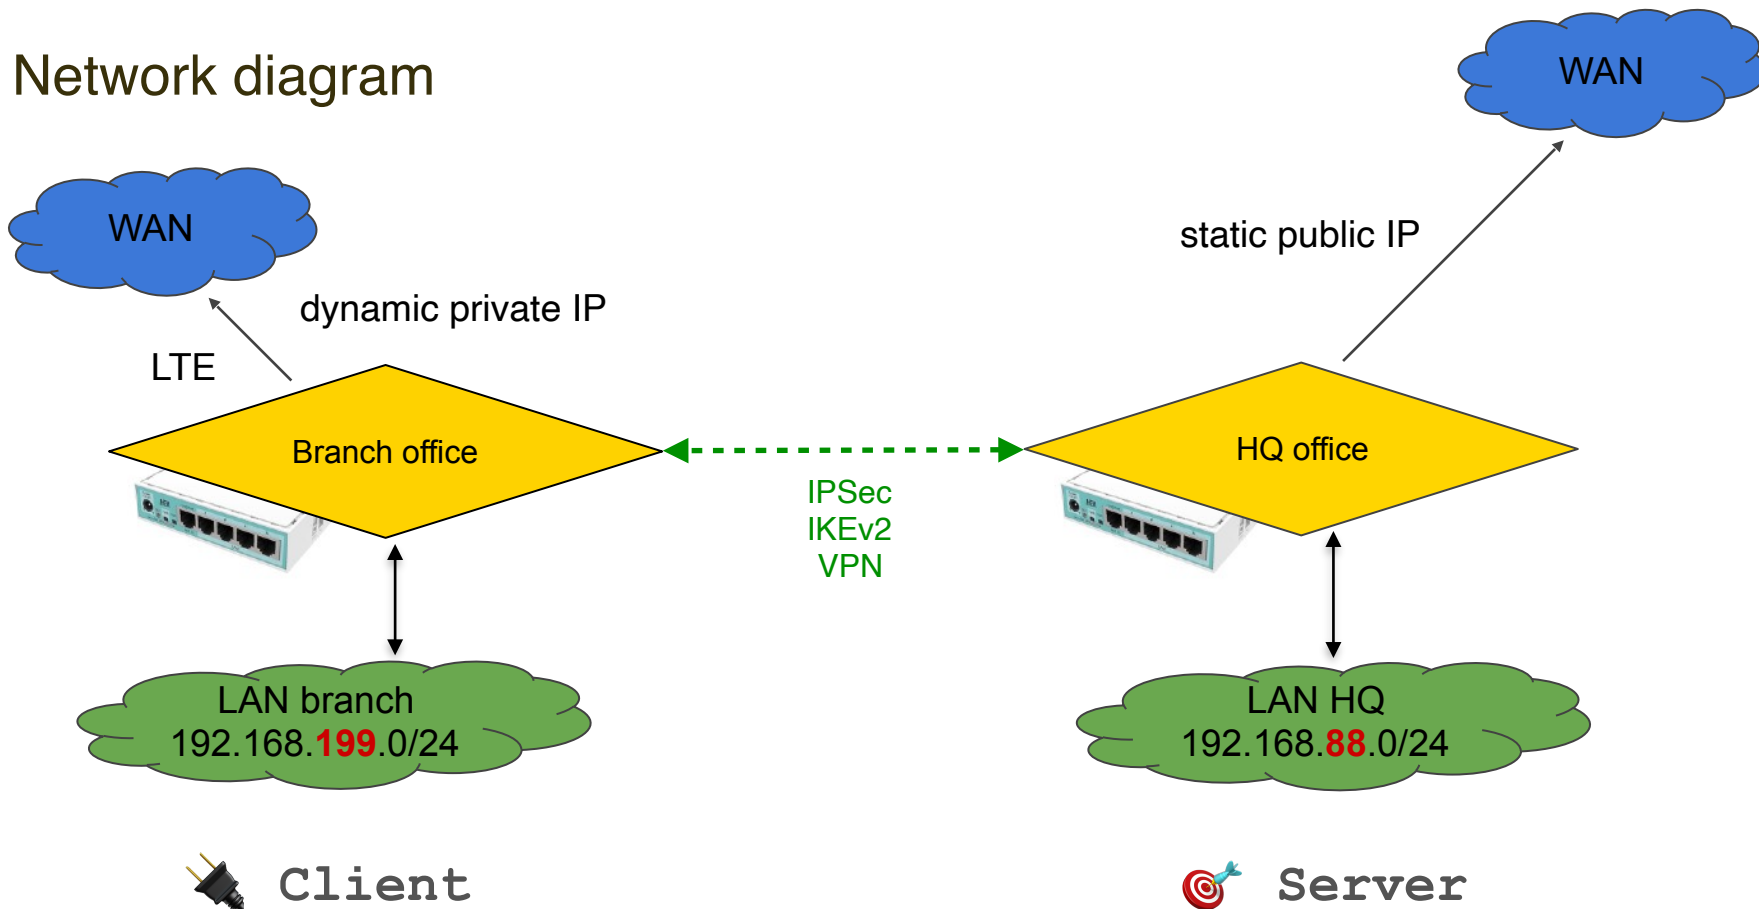 Network diagram
WAN
WAN
static public IP
dynamic private IP
LTE
Branch office
HQ office
IPSec
IKEv2
VPN
LAN branch
192.168.199.0/24
LAN HQ
192.168.88.0/24
Client
Server